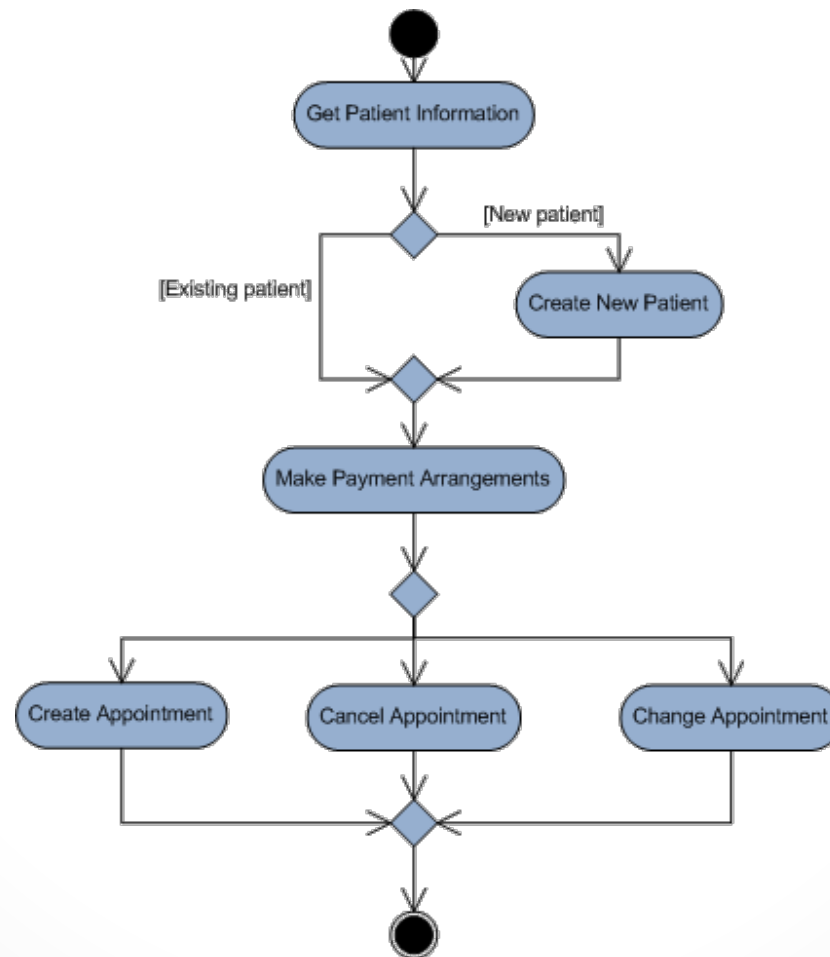 Get Patient Information
[New patient]
[Existing patient]
Create New Patient
Make Payment Arrangements
Create Appointment
Cancel Appointment
Change Appointment